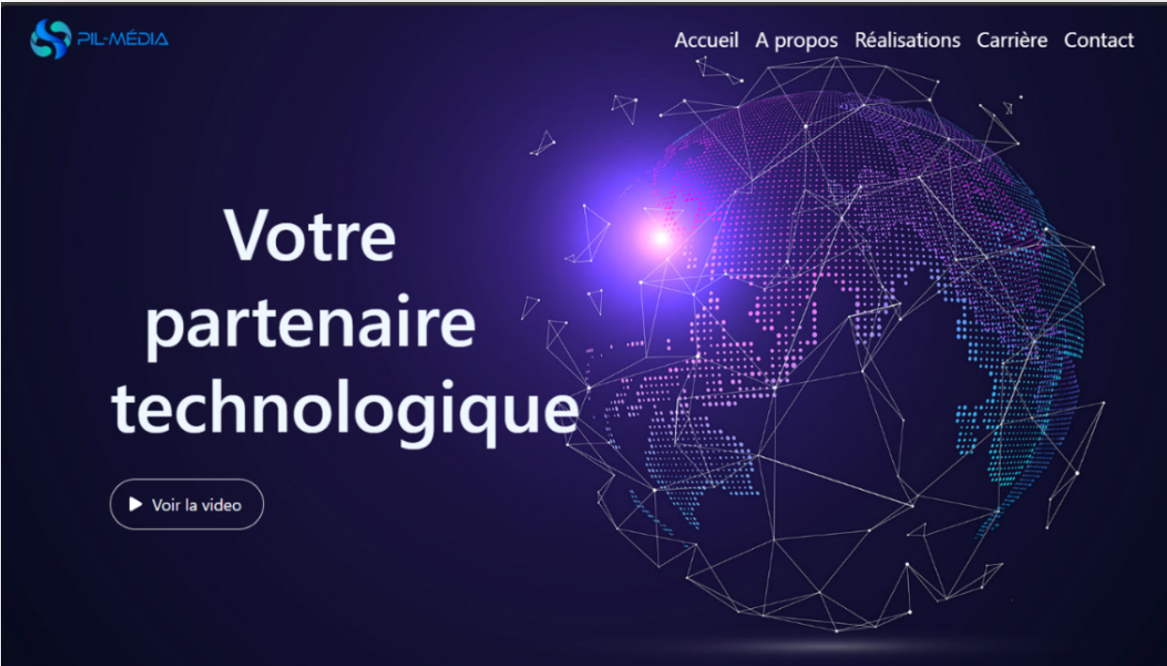 PIL-MÉDIA
Accueil A propos Réalisations Carrière Contact
Votre
partenaire
technologique
Voir la video